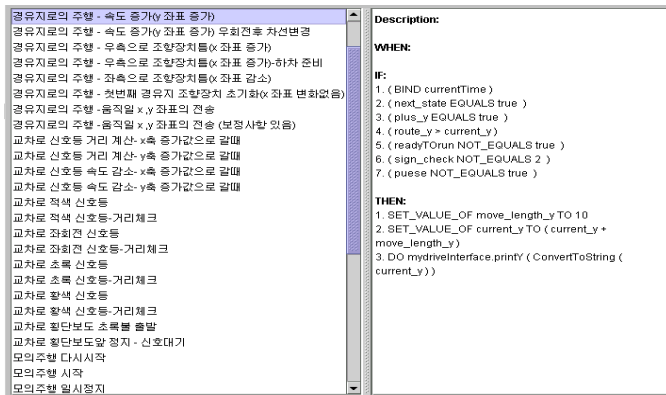 경유지로의 주행 - 속도 증가(y 좌표 증가)
경유지로의 주행 - 속도 증가(y 좌표 증가) 우회전후 차선변경
경유지로의 주행 - 우측으로 조향장치틈(x 좌표 증가)
경유지로의 주행 - 우측으로 조향장치틈(x 좌표 증가)-하차 준비
경유지로의 주행 - 좌측으로 조향장치틈(x 좌표 감소)
경유지로의 주행 - 첫번째 경유지 조향장치 초기화(x 좌표 변화없음)
경유지로의 주행 -움직일 x ,y 좌표의 전송
경유지로의 주행 -움직일 x ,y 좌표의 전송 (보정사항 있음)
교차로 신호등 거리 계산- x축 증가값으로 갈때
교차로 신호등 거리 계산- y축 증가값으로 갈때
교차로 신호등 속도 감소- x축 증가값으로 갈때
교차로 신호등 속도 감소- y축 증가값으로 갈때
교차로 적색 신호등
교차로 적색 신호등-거리체크
교차로 좌회전 신호등
교차로 좌회전 신호등-거리체크
교차로 초록 신호등
교차로 초록 신호등-거리체크
교차로 황색 신호등
교차로 황색 신호등-거리체크
교차로 횡단보도 초록불 출발
교차로 횡단보도앞 정지 - 신호대기
모의주행 다시시작
모의주행 시작
모의주행 일시정지
Description:
WHEN:
IF:
1. ( BIND currentTime )
2. ( next_state EQUALS true )
3. ( plus_y EQUALS true )
4. ( route_y > current_y )
5. ( readyTOrun NOT_EQUALS true )
6. ( sign_check NOT_EQUALS 2 )
7. ( puese NOT_EQUALS true )
THEN:
1. SET_VALUE_OF move_length_y TO 10
2. SET_VALUE_OF current_y TO ( current_y +
move_length_y )
3. DO mydriveInterface.printY ( ConvertToString (
current_y ) )